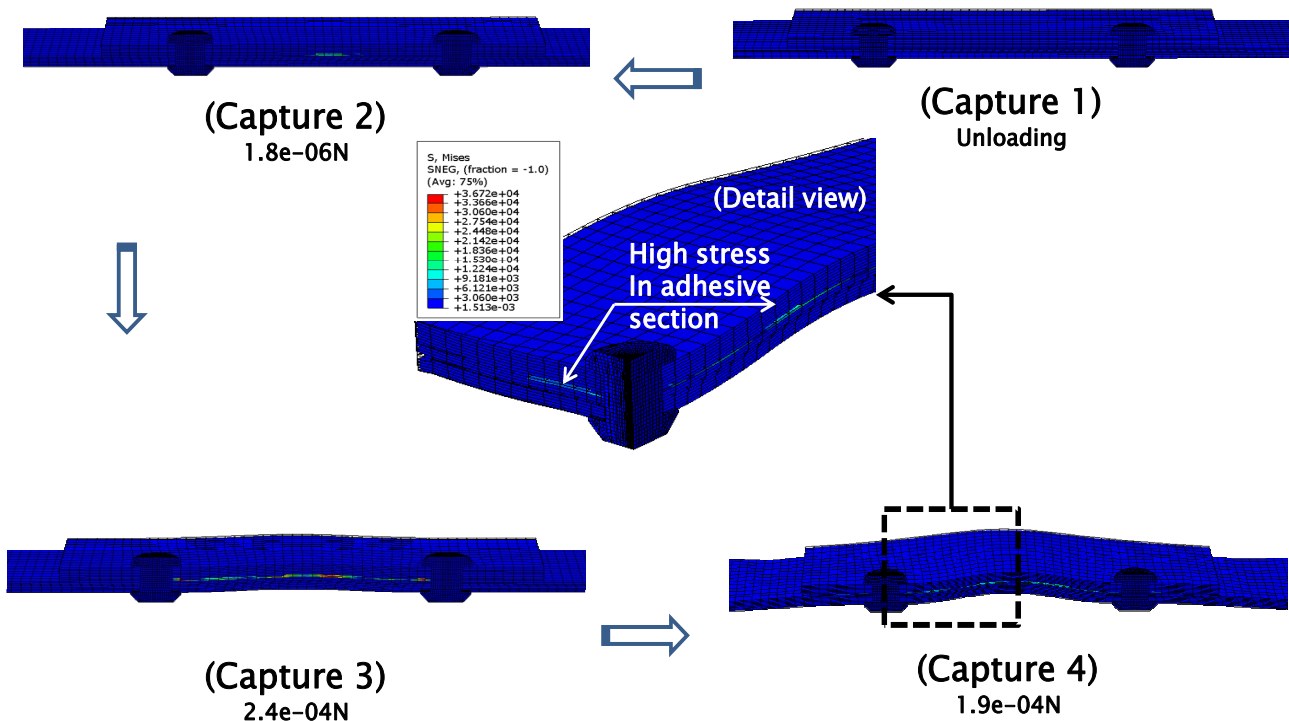 (Capture 2)
1.8e-06N
(Capture 1)
Unloading
S, Mises
SNEG, (fraction = -1.0)
(Avg: 75%)
+3.672e+04
+3.366e+04
+3.060e+04
+2.754e+04
+2.448e+04
+2.142e+04
+1.836e+04
+1.530e+04
+1.224e+04
+9.181e+03
+6.121e+03
+3.060e+03
+1.513e-03
(Detail view)
High stress
In adhesive
section
(Capture 3)
2.4e-04N
(Capture 4)
1.9e-04N